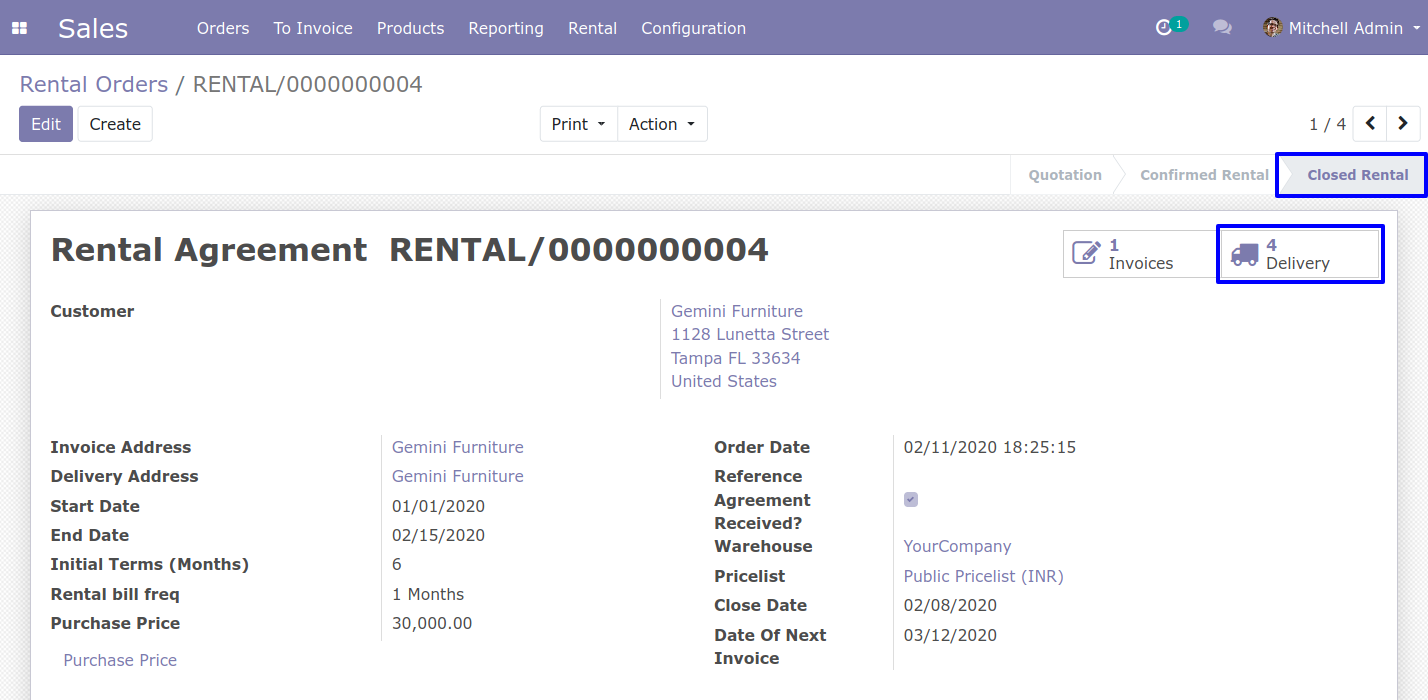 Sales Orders To Invoice Products Reporting Rental Configuration 1 Mitchell Admin
Rental Orders / RENTAL/0000000004
Edit Create Print Action 1 / 4
Quotation Confirmed Rental Closed Rental
Rental Agreement RENTAL/0000000004
1
Invoices
4
Delivery
Customer
Gemini Furniture
1128 Lunetta Street
Tampa FL 33634
United States
Invoice Address Gemini Furniture
Delivery Address Gemini Furniture
Start Date 01/01/2020
End Date 02/15/2020
Initial Terms (Months) 6
Rental bill freq 1 Months
Purchase Price 30,000.00
Purchase Price
Order Date 02/11/2020 18:25:15
Reference
Agreement
Received?
Warehouse YourCompany
Pricelist Public Pricelist (INR)
Close Date 02/08/2020
Date Of Next 03/12/2020
Invoice